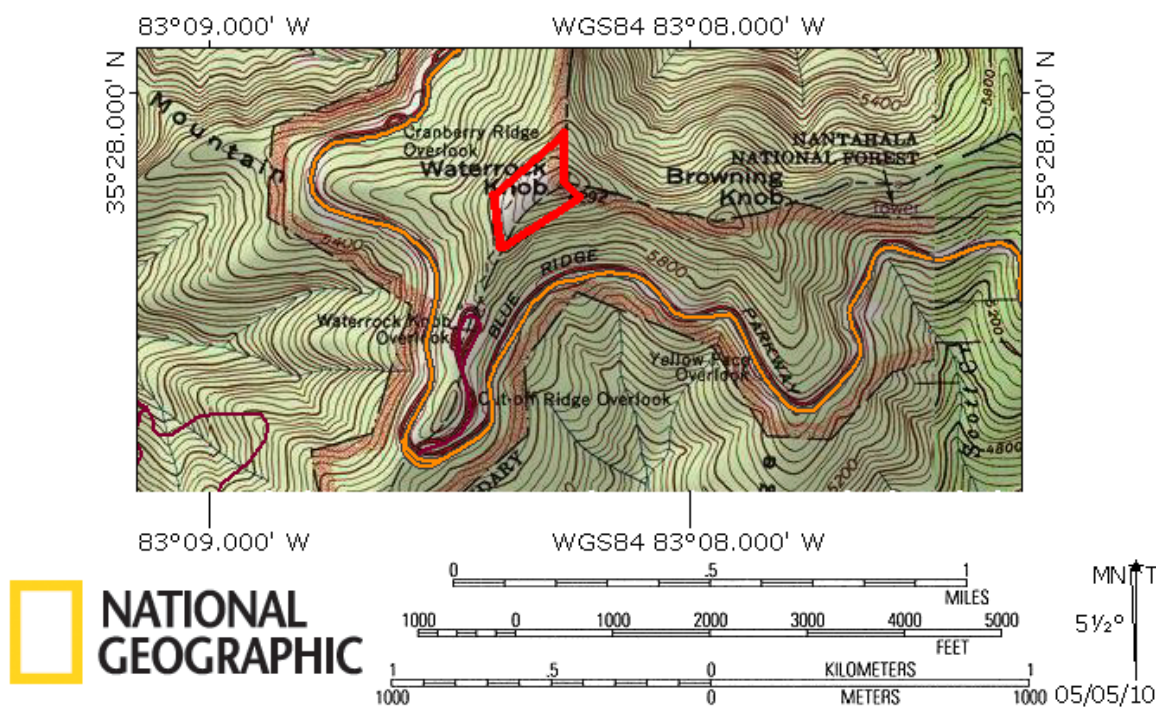 83°09.000' W
WGS84 83°08.000' W
35°28.000' N
35°28.000' N
Mountain
Cranberry Ridge
Overlook
Waterrock
Knob
5400
5800
NANTAHALA
NATIONAL FOREST
Browning
Knob
Tower
5400
BLUE RIDGE PARKWAY
5800
5200
Waterrock Knob
Overlook
Yellow Face
Overlook
Cut-off Ridge Overlook
4800
5200
83°09.000' W
WGS84 83°08.000' W
NATIONAL
GEOGRAPHIC
0 .5 1
MILES
1000 0 1000 2000 3000 4000 5000
FEET
1 .5 0 KILOMETERS 1
1000 0 METERS 1000
MN T
5½°
05/05/10